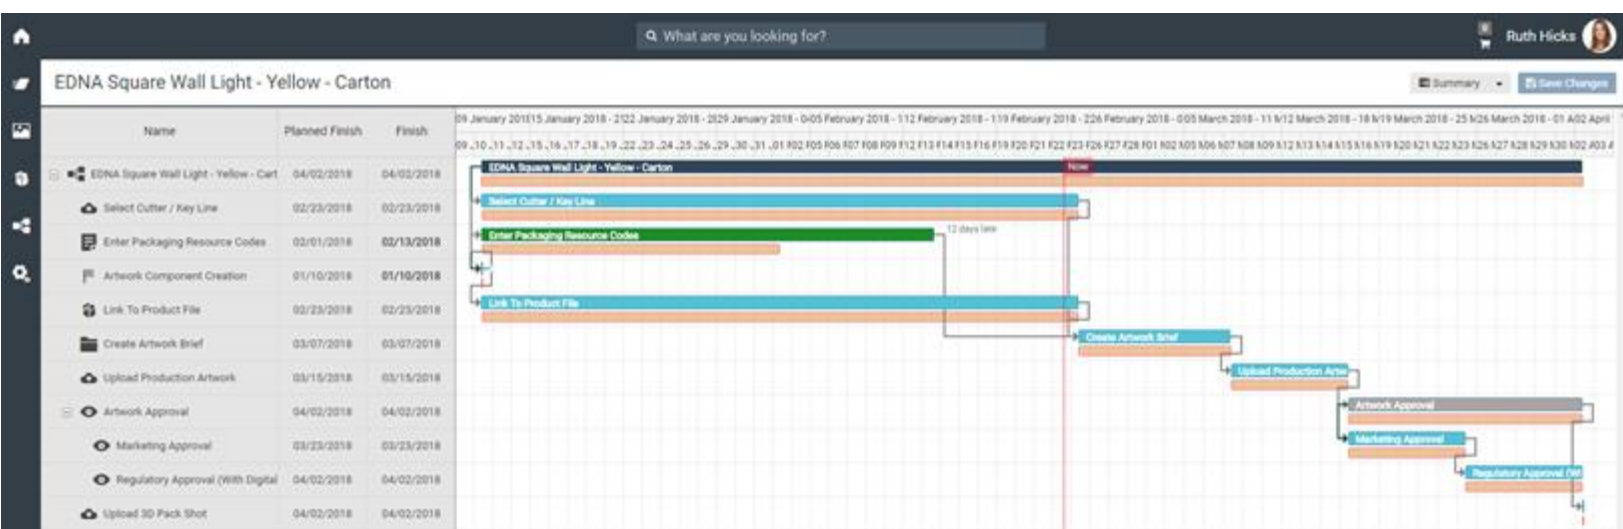 What are you looking for?
Ruth Hicks
EDNA Square Wall Light - Yellow - Carton
Summary
Save Changes
Name Planned Finish Finish
EDNA Square Wall Light - Yellow - Cart 04/02/2018 04/02/2018
Select Cutter / Key Line 02/23/2018 02/23/2018
Enter Packaging Resource Codes 02/01/2018 02/13/2018
Artwork Component Creation 01/10/2018 01/10/2018
Link To Product File 02/23/2018 02/23/2018
Create Artwork Brief 03/07/2018 03/07/2018
Upload Production Artwork 03/15/2018 03/15/2018
Artwork Approval 04/02/2018 04/02/2018
Marketing Approval 03/23/2018 03/23/2018
Regulatory Approval (With Digital 04/02/2018 04/02/2018
Upload 3D Pack Shot 04/02/2018 04/02/2018
Now
EDNA Square Wall Light - Yellow - Carton
Select Cutter / Key Line
Enter Packaging Resource Codes
12 days late
Link To Product File
Create Artwork Brief
Upload Production Artw
Artwork Approval
Marketing Approval
Regulatory Approval (Wi